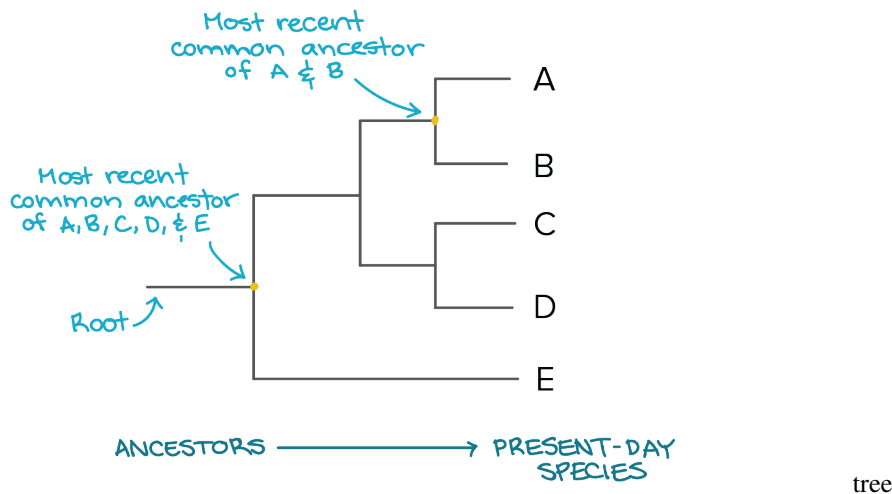 Most recent
common ancestor
of A & B
A
B
Most recent
common ancestor
of A, B, C, D, & E
C
Root
D
E
ANCESTORS
PRESENT-DAY
SPECIES
tree